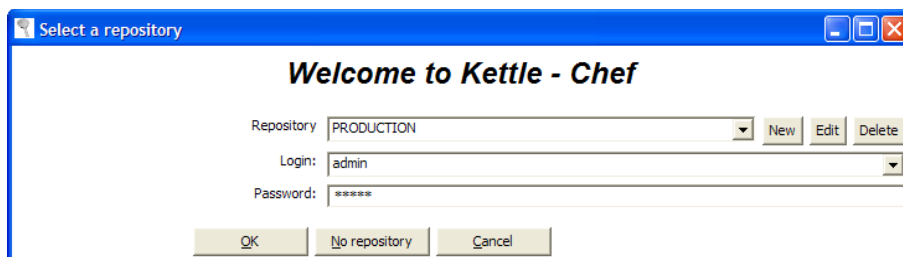 Select a repository
Welcome to Kettle - Chef
Repository PRODUCTION New Edit Delete
Login: admin
Password: *****
OK No repository Cancel